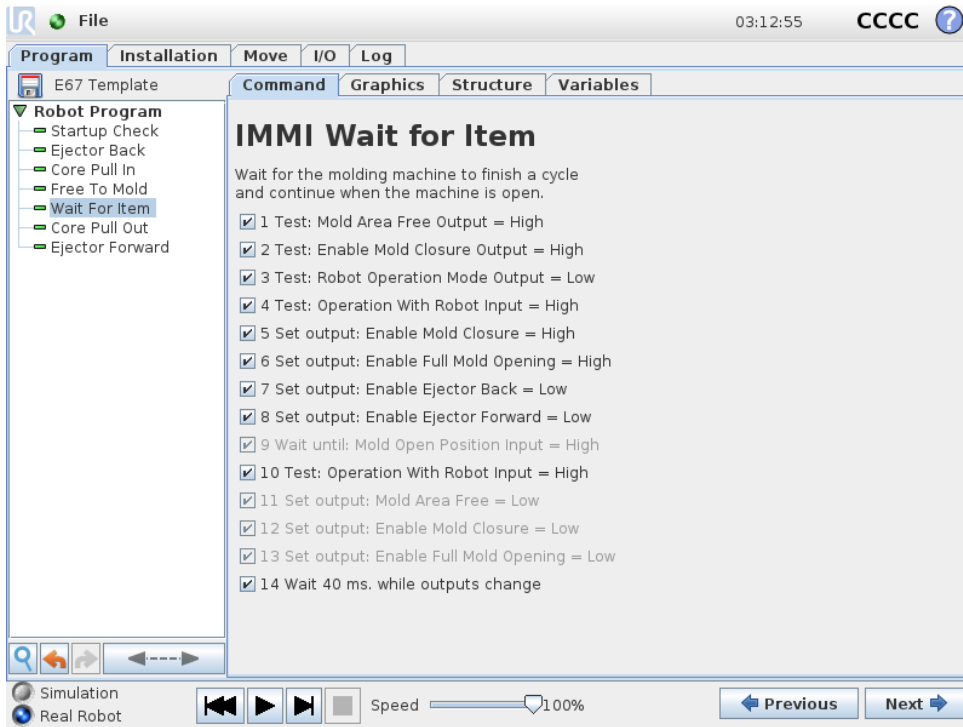 UR File 03:12:55 CCCC ?
Program Installation Move I/O Log
E67 Template Command Graphics Structure Variables
Robot Program
Startup Check
Ejector Back
Core Pull In
Free To Mold
Wait For Item
Core Pull Out
Ejector Forward
IMMI Wait for Item
Wait for the molding machine to finish a cycle
and continue when the machine is open.
1 Test: Mold Area Free Output = High
2 Test: Enable Mold Closure Output = High
3 Test: Robot Operation Mode Output = Low
4 Test: Operation With Robot Input = High
5 Set output: Enable Mold Closure = High
6 Set output: Enable Full Mold Opening = High
7 Set output: Enable Ejector Back = Low
8 Set output: Enable Ejector Forward = Low
9 Wait until: Mold Open Position Input = High
10 Test: Operation With Robot Input = High
11 Set output: Mold Area Free = Low
12 Set output: Enable Mold Closure = Low
13 Set output: Enable Full Mold Opening = Low
14 Wait 40 ms. while outputs change
Simulation
Real Robot
Speed 100%
Previous Next